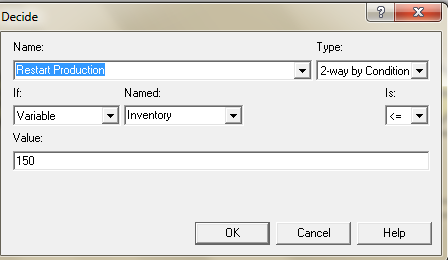 Decide
Name: Type:
Restart Production 2-way by Condition
If: Named: Is:
Variable Inventory <=
Value:
150
OK Cancel Help